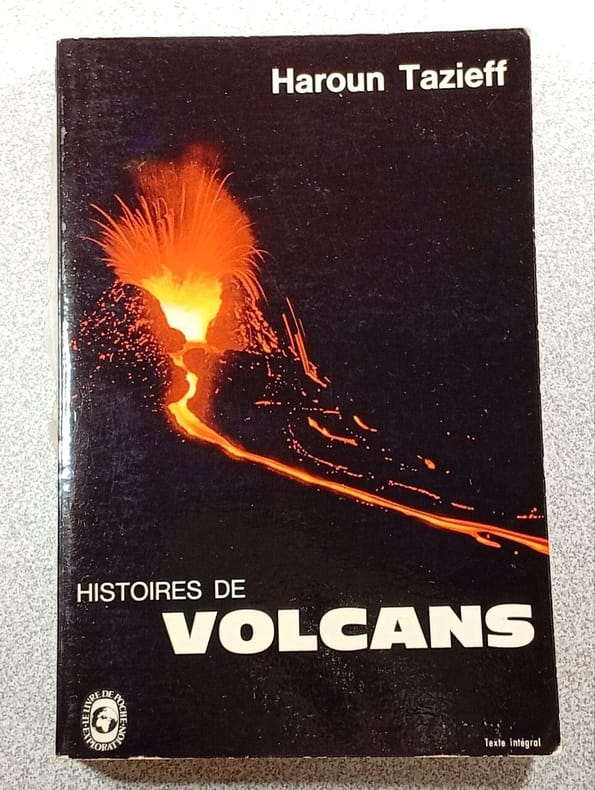 Haroun Tazieff
HISTOIRES DE
VOLCANS
LE LIVRE DE POCHE
EXPLORATION
Texte intégral